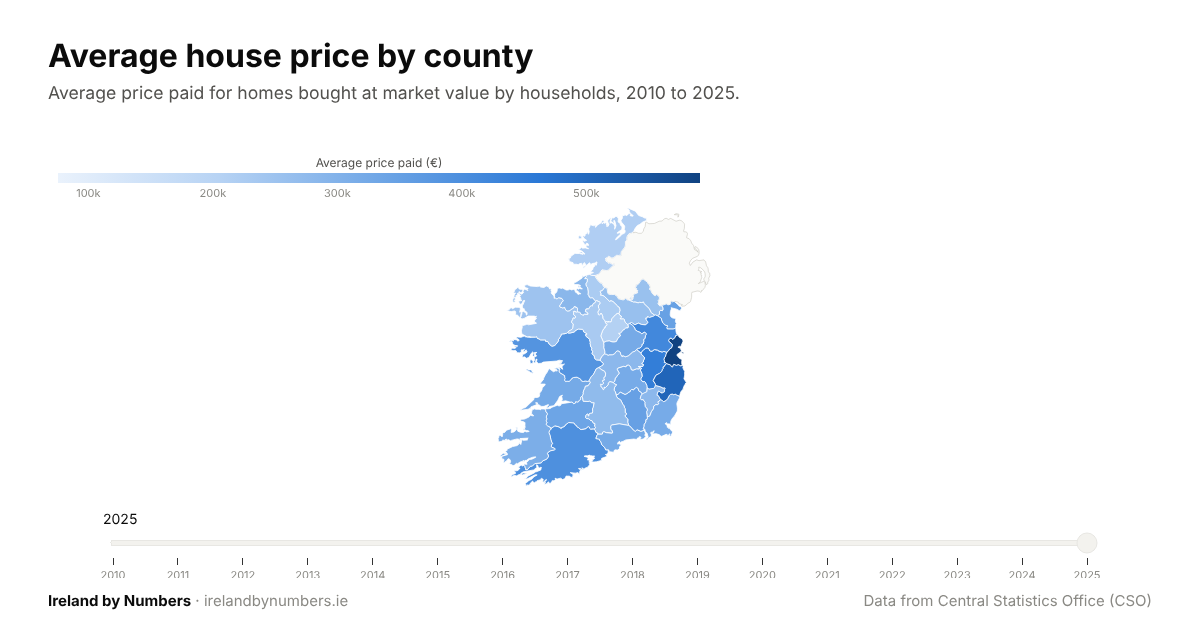 Average house price by county
Average price paid for homes bought at market value by households, 2010 to 2025.
Average price paid (€)
100k 200k 300k 400k 500k
2025
2010 2011 2012 2013 2014 2015 2016 2017 2018 2019 2020 2021 2022 2023 2024 2025
Ireland by Numbers · irelandbynumbers.ie
Data from Central Statistics Office (CSO)